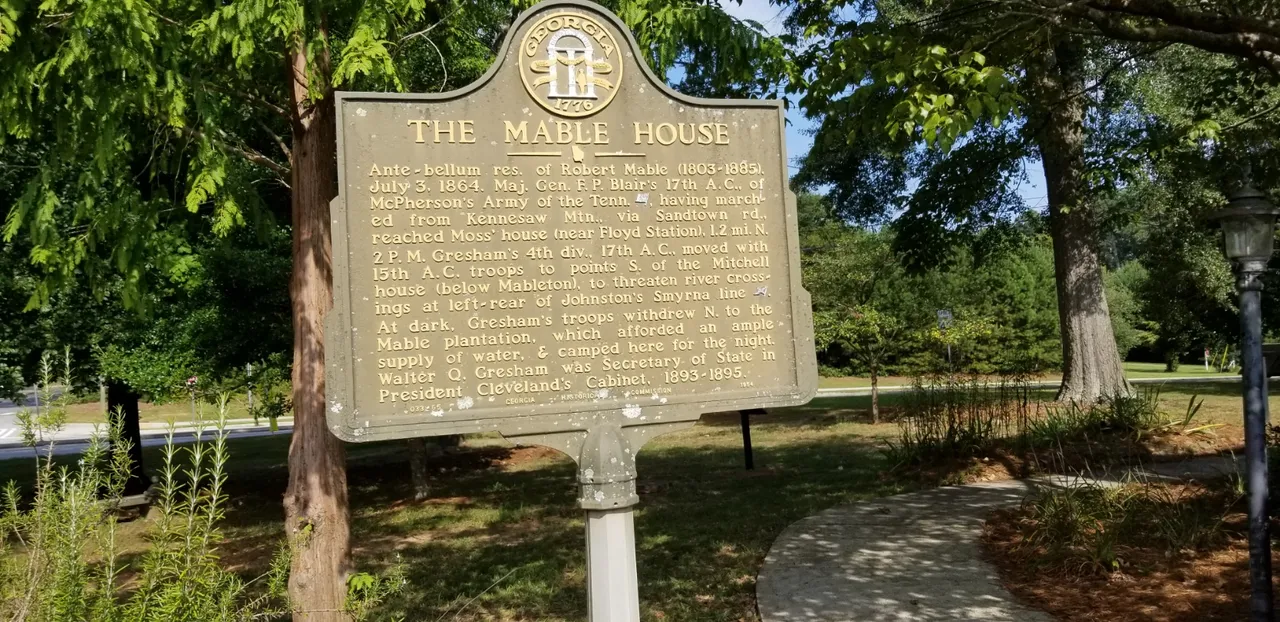 GEORGIA
1776
THE MABLE HOUSE
Ante-bellum res. of Robert Mable (1803-1885).
July 3, 1864, Maj. Gen. F. P. Blair's 17th A. C., of
McPherson's Army of the Tenn. , having march-
ed from Kennesaw Mtn., via Sandtown rd.,
reached Moss' house (near Floyd Station), 1.2 mi. N.
2 P. M. Gresham's 4th div., 17th A. C., moved with
15th A. C. troops to points S. of the Mitchell
house (below Mableton), to threaten river cross-
ings at left-rear of Johnston's Smyrna line .
At dark, Gresham's troops withdrew N. to the
Mable plantation, which afforded an ample
supply of water, & camped here for the night.
Walter Q. Gresham was Secretary of State in
President Cleveland's Cabinet, 1893-1895.
GEORGIA HISTORICAL COMMISSION